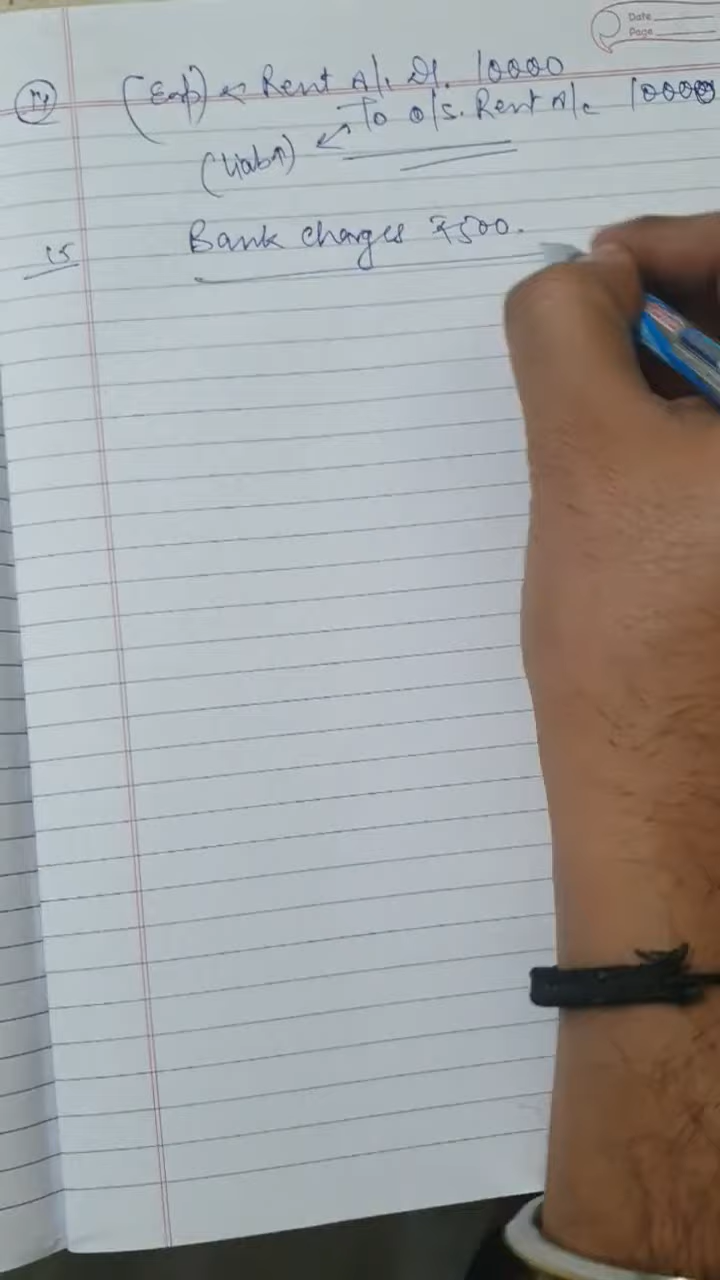 Date
Page
14 (Exp) ← Rent A/c Dr. 10000
To O/S. Rent A/c 10000
(Liab↑)
15 Bank charges ₹500.